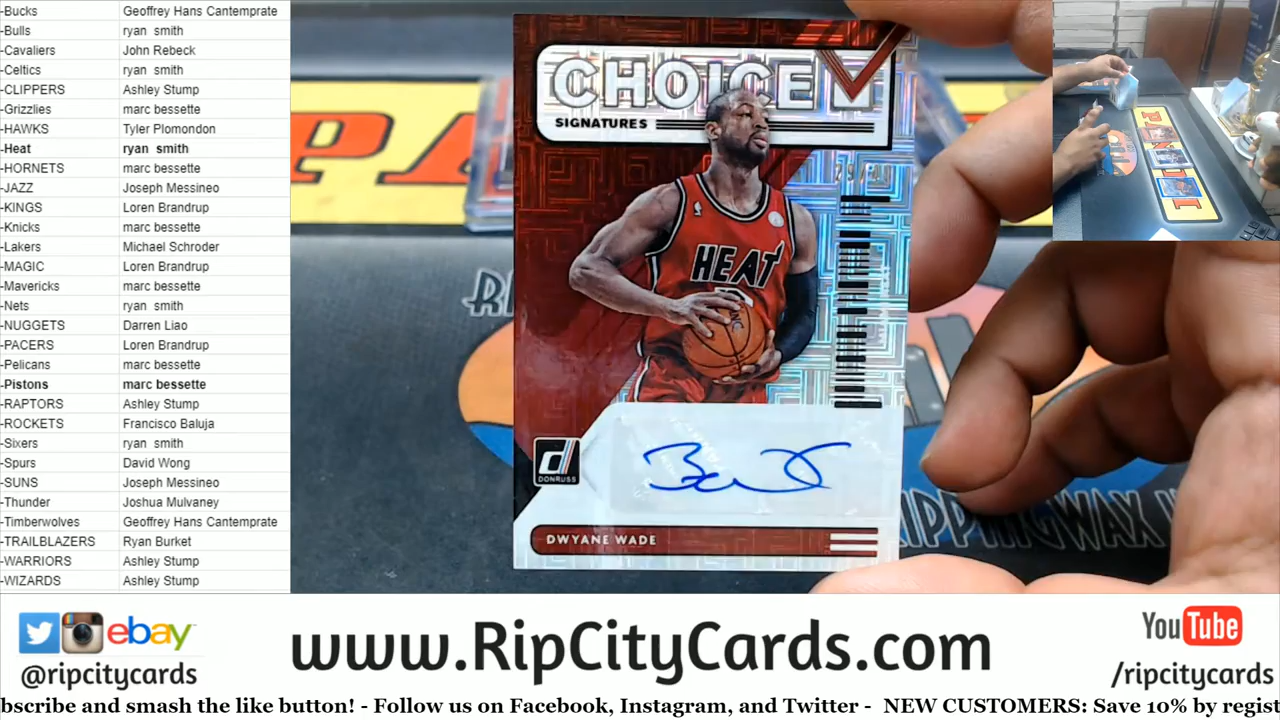 -Bucks Geoffrey Hans Cantemprate
-Bulls ryan smith
-Cavaliers John Rebeck
-Celtics ryan smith
-CLIPPERS Ashley Stump
-Grizzlies marc bessette
-HAWKS Tyler Plomondon
-Heat ryan smith
-HORNETS marc bessette
-JAZZ Joseph Messineo
-KINGS Loren Brandrup
-Knicks marc bessette
-Lakers Michael Schroder
-MAGIC Loren Brandrup
-Mavericks marc bessette
-Nets ryan smith
-NUGGETS Darren Liao
-PACERS Loren Brandrup
-Pelicans marc bessette
-Pistons marc bessette
-RAPTORS Ashley Stump
-ROCKETS Francisco Baluja
-Sixers ryan smith
-Spurs David Wong
-SUNS Joseph Messineo
-Thunder Joshua Mulvaney
-Timberwolves Geoffrey Hans Cantemprate
-TRAILBLAZERS Ryan Burket
-WARRIORS Ashley Stump
-WIZARDS Ashley Stump
CHOICE
SIGNATURES
HEAT
DONRUSS
DWYANE WADE
ebay
@ripcitycards
www.RipCityCards.com
YouTube
/ripcitycards
bscribe and smash the like button! - Follow us on Facebook, Instagram, and Twitter - NEW CUSTOMERS: Save 10% by regist